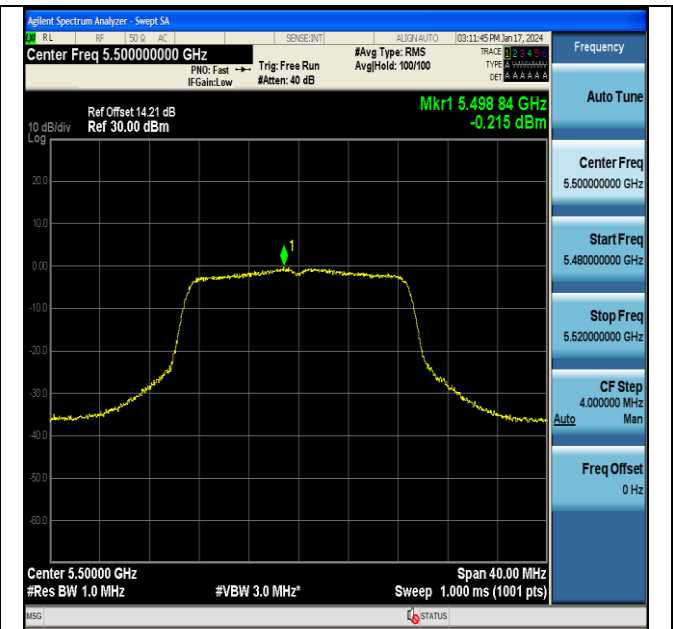 Agilent Spectrum Analyzer - Swept SA
RL RF 50 Ω AC SENSE:INT ALIGN AUTO 03:11:45 PM Jan 17, 2024
Center Freq 5.500000000 GHz
PNO: Fast
IFGain:Low
Trig: Free Run
#Atten: 40 dB
#Avg Type: RMS
Avg|Hold: 100/100
TRACE 1 2 3 4 5 6
TYPE A WWWWW
DET A A A A A A
Ref Offset 14.21 dB
10 dB/div Ref 30.00 dBm
Log
Mkr1 5.498 84 GHz
-0.215 dBm
20.0
10.0
0.00
-10.0
-20.0
-30.0
-40.0
-50.0
-60.0
1
Center 5.50000 GHz Span 40.00 MHz
#Res BW 1.0 MHz #VBW 3.0 MHz* Sweep 1.000 ms (1001 pts)
MSG STATUS
Frequency
Auto Tune
Center Freq
5.500000000 GHz
Start Freq
5.480000000 GHz
Stop Freq
5.520000000 GHz
CF Step
4.000000 MHz
Auto Man
Freq Offset
0 Hz